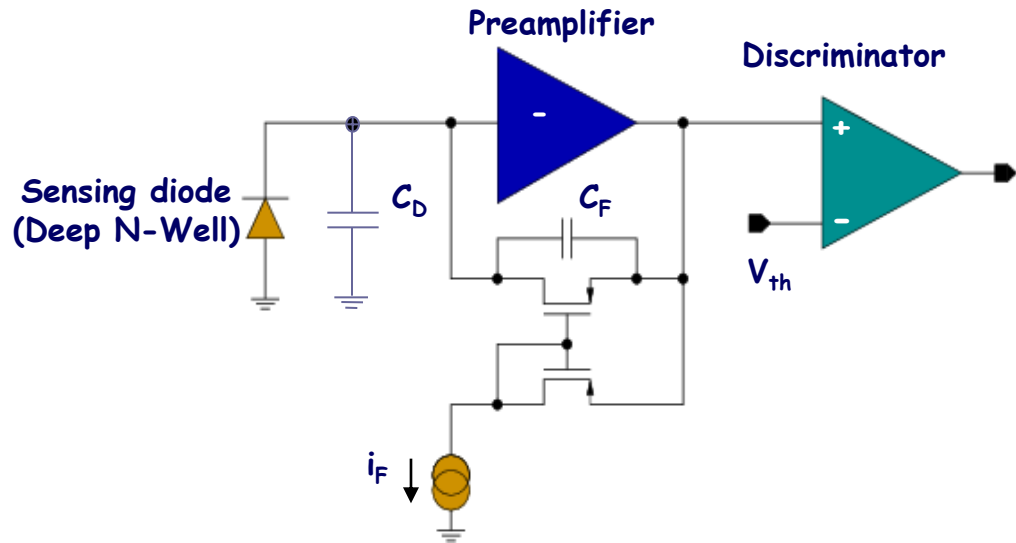 Preamplifier
Discriminator
-
+
Sensing diode
(Deep N-Well)
C_D
C_F
-
V_th
i_F